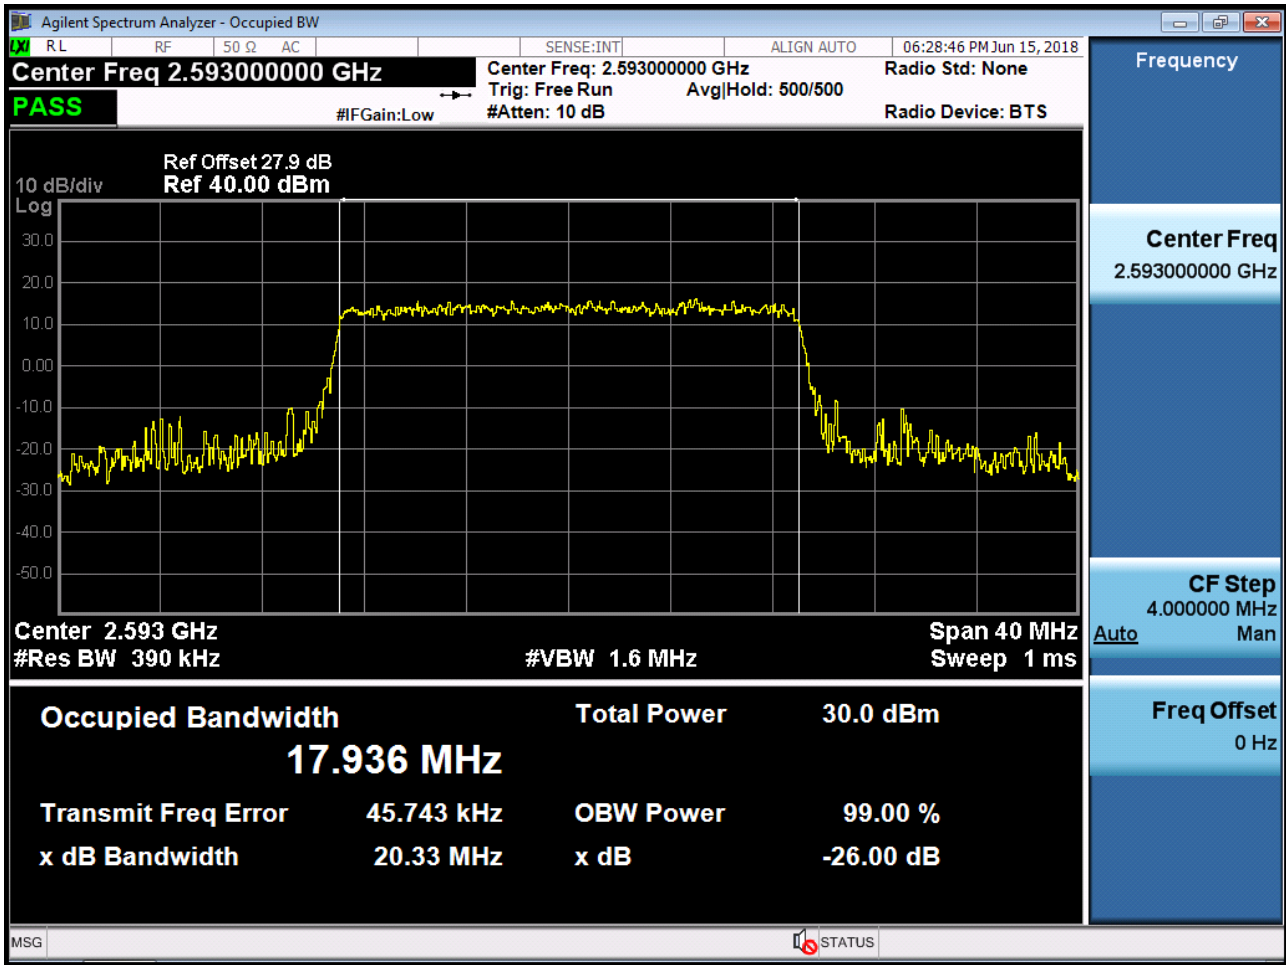 Agilent Spectrum Analyzer - Occupied BW
LXI RL RF 50 Ω AC SENSE:INT ALIGN AUTO 06:28:46 PM Jun 15, 2018
Center Freq 2.593000000 GHz
PASS
#IFGain:Low
Center Freq: 2.593000000 GHz
Trig: Free Run Avg|Hold: 500/500
#Atten: 10 dB
Radio Std: None
Radio Device: BTS
Ref Offset 27.9 dB
10 dB/div Ref 40.00 dBm
Log
30.0
20.0
10.0
0.00
-10.0
-20.0
-30.0
-40.0
-50.0
Center 2.593 GHz Span 40 MHz
#Res BW 390 kHz #VBW 1.6 MHz Sweep 1 ms
Occupied Bandwidth Total Power 30.0 dBm
17.936 MHz
Transmit Freq Error 45.743 kHz OBW Power 99.00 %
x dB Bandwidth 20.33 MHz x dB -26.00 dB
Frequency
Center Freq
2.593000000 GHz
CF Step
4.000000 MHz
Auto Man
Freq Offset
0 Hz
MSG STATUS